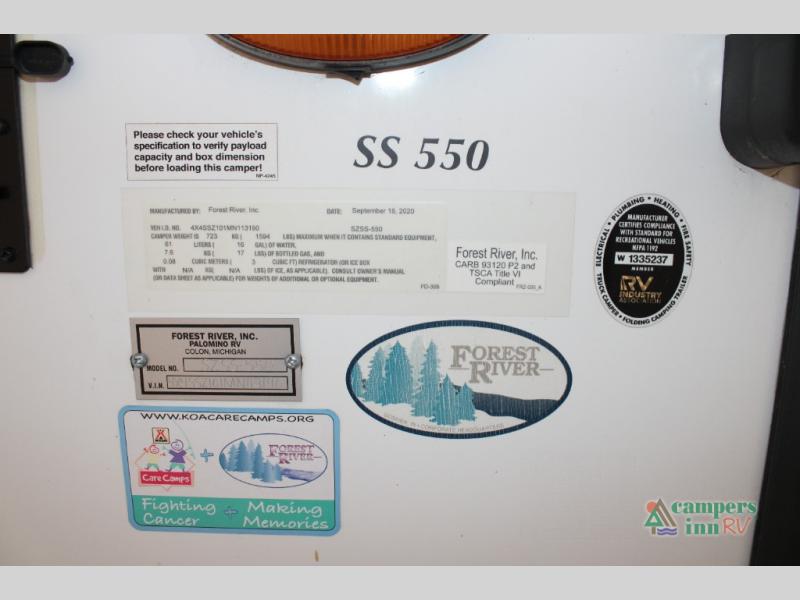 Please check your vehicle's
specification to verify payload
capacity and box dimension
before loading this camper!
NP-4245
SS 550
MANUFACTURED BY: Forest River, Inc. DATE: September 16, 2020
VEH I.D. NO. 4X4SSZ101MN113190 SZSS-550
CAMPER WEIGHT IS 723 KG ( 1594 LBS) MAXIMUM WHEN IT CONTAINS STANDARD EQUIPMENT,
61 LITERS ( 16 GAL) OF WATER,
7.6 KG ( 17 LBS) OF BOTTLED GAS, AND
0.08 CUBIC METERS ( 3 CUBIC FT) REFRIGERATOR (OR ICE BOX
WITH N/A KG( N/A LBS) OF ICE, AS APPLICABLE). CONSULT OWNER'S MANUAL
(OR DATA SHEET AS APPLICABLE) FOR WEIGHTS OF ADDITIONAL OR OPTIONAL EQUIPMENT.
Forest River, Inc.
CARB 93120 P2 and
TSCA Title VI
Compliant
ELECTRICAL • PLUMBING • HEATING • FIRE SAFETY
MANUFACTURER
CERTIFIES COMPLIANCE
WITH STANDARD FOR
RECREATIONAL VEHICLES
NFPA 1192
W 1335237
MEMBER
RV
INDUSTRY
ASSOCIATION
TRUCK CAMPER • FOLDING CAMPING TRAILER
FOREST RIVER, INC.
PALOMINO RV
COLON, MICHIGAN
MODEL NO. SZSS-550
V.I.N.
FOREST
RIVER
WWW.KOACARECAMPS.ORG
Care Camps
+
FOREST
RIVER
Fighting
Cancer
+
Making
Memories
campers
inn RV